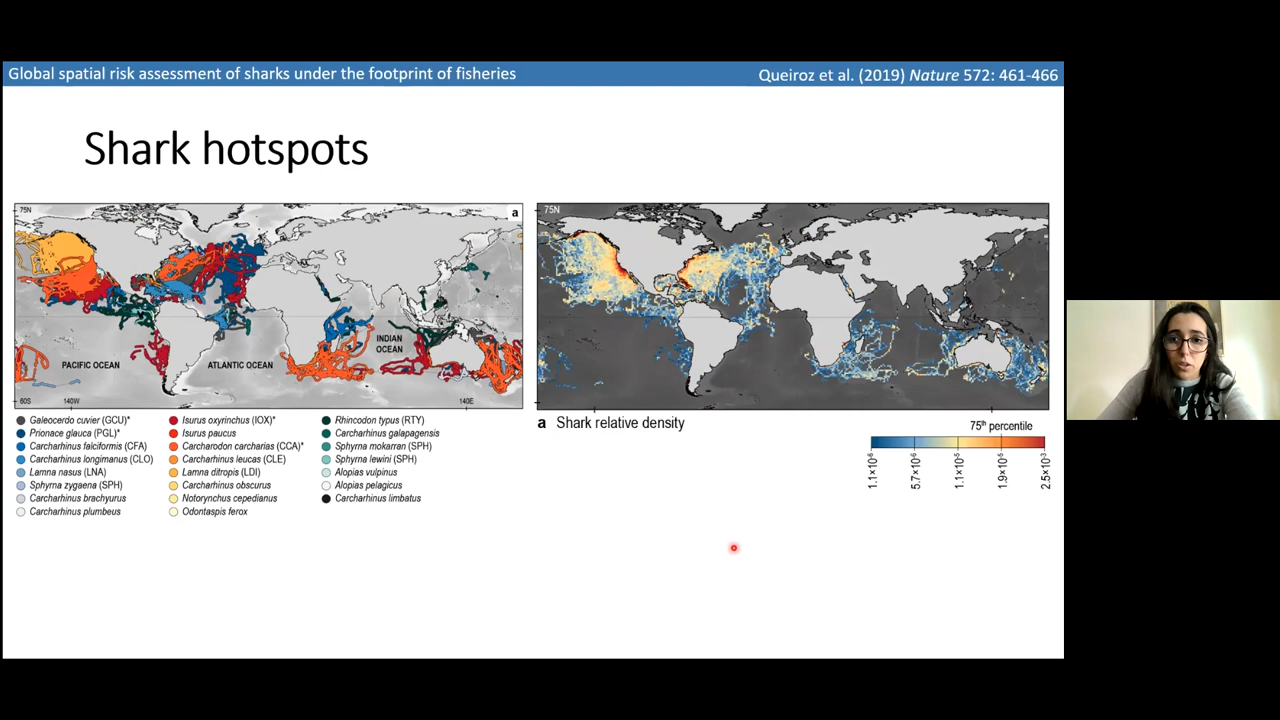 Global spatial risk assessment of sharks under the footprint of fisheries
Queiroz et al. (2019) Nature 572: 461-466
Shark hotspots
75N
a
PACIFIC OCEAN
ATLANTIC OCEAN
INDIAN
OCEAN
60S
140W
140E
75N
Galeocerdo cuvier (GCU)*
Prionace glauca (PGL)*
Carcharhinus falciformis (CFA)
Carcharhinus longimanus (CLO)
Lamna nasus (LNA)
Sphyrna zygaena (SPH)
Carcharhinus brachyurus
Carcharhinus plumbeus
Isurus oxyrinchus (IOX)*
Isurus paucus
Carcharodon carcharias (CCA)*
Carcharhinus leucas (CLE)
Lamna ditropis (LDI)
Carcharhinus obscurus
Notorynchus cepedianus
Odontaspis ferox
Rhincodon typus (RTY)
Carcharhinus galapagensis
Sphyrna mokarran (SPH)
Sphyrna lewini (SPH)
Alopias vulpinus
Alopias pelagicus
Carcharhinus limbatus
a Shark relative density
75th percentile
1.1×10⁻⁶
5.7×10⁻⁶
1.1×10⁻⁵
1.9×10⁻⁵
2.5×10⁻³